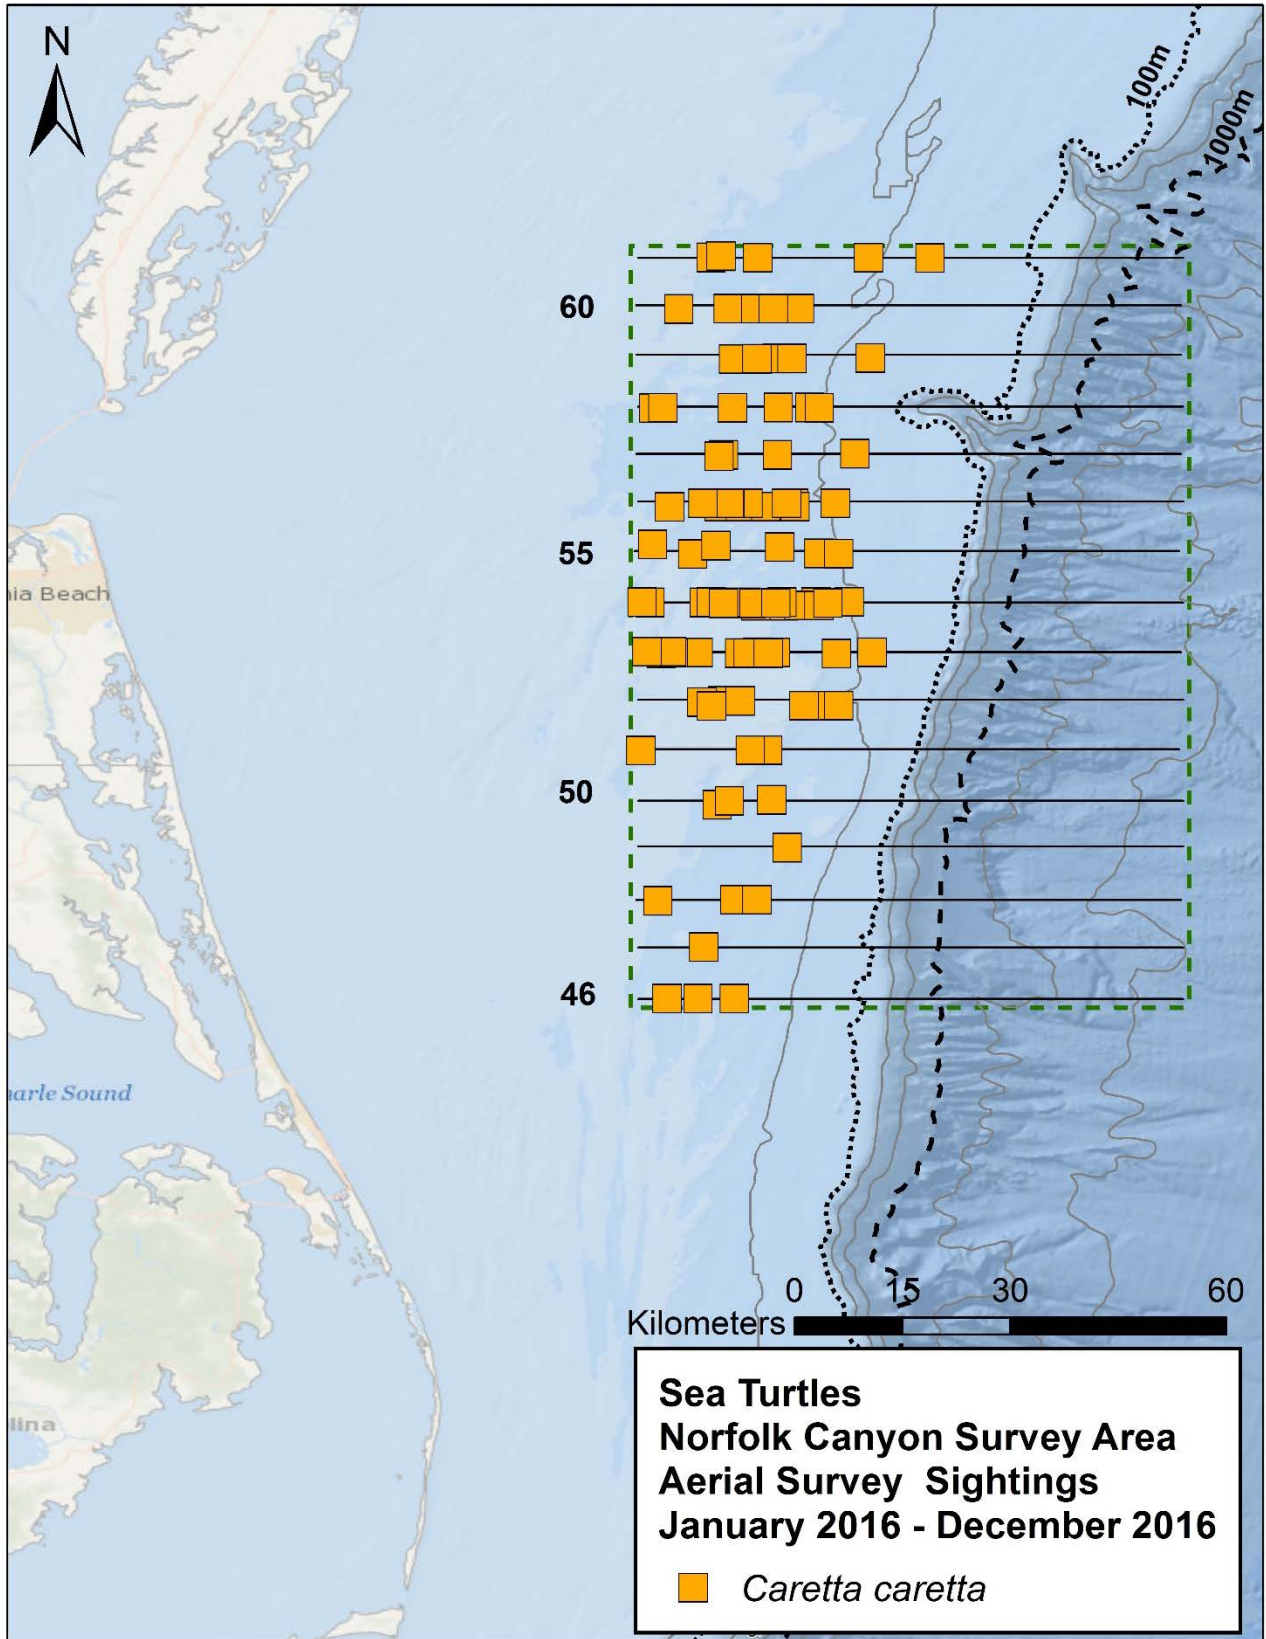 N
100m
1000m
60
55
nia Beach
50
46
arle Sound
0 15 30 60
Kilometers
lina
Sea Turtles
Norfolk Canyon Survey Area
Aerial Survey Sightings
January 2016 - December 2016
Caretta caretta